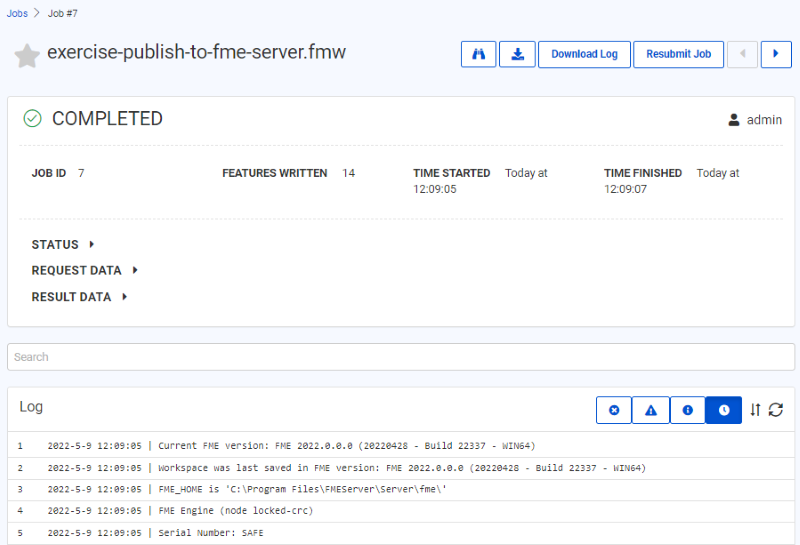 Jobs > Job #7
exercise-publish-to-fme-server.fmw
Download Log Resubmit Job
COMPLETED
admin
JOB ID 7 FEATURES WRITTEN 14 TIME STARTED Today at TIME FINISHED Today at
12:09:05 12:09:07
STATUS
REQUEST DATA
RESULT DATA
Search
Log
1 2022-5-9 12:09:05 | Current FME version: FME 2022.0.0.0 (20220428 - Build 22337 - WIN64)
2 2022-5-9 12:09:05 | Workspace was last saved in FME version: FME 2022.0.0.0 (20220428 - Build 22337 - WIN64)
3 2022-5-9 12:09:05 | FME_HOME is 'C:\Program Files\FMEServer\Server\fme\'
4 2022-5-9 12:09:05 | FME Engine (node locked-crc)
5 2022-5-9 12:09:05 | Serial Number: SAFE